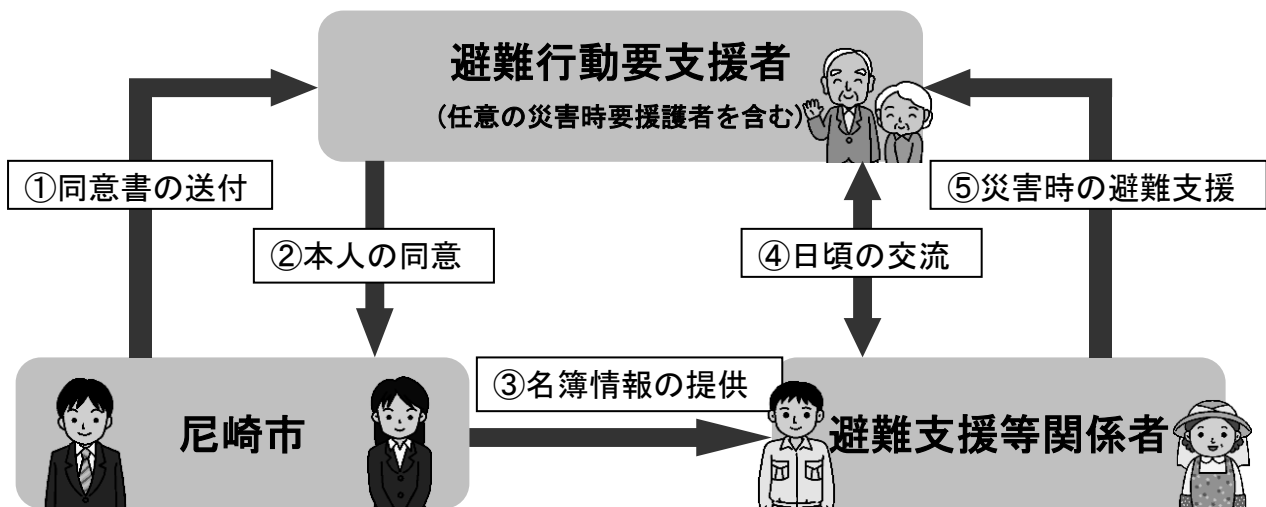 避難行動要支援者
(任意の災害時要援護者を含む)
①同意書の送付
⑤災害時の避難支援
②本人の同意
④日頃の交流
③名簿情報の提供
尼崎市
避難支援等関係者